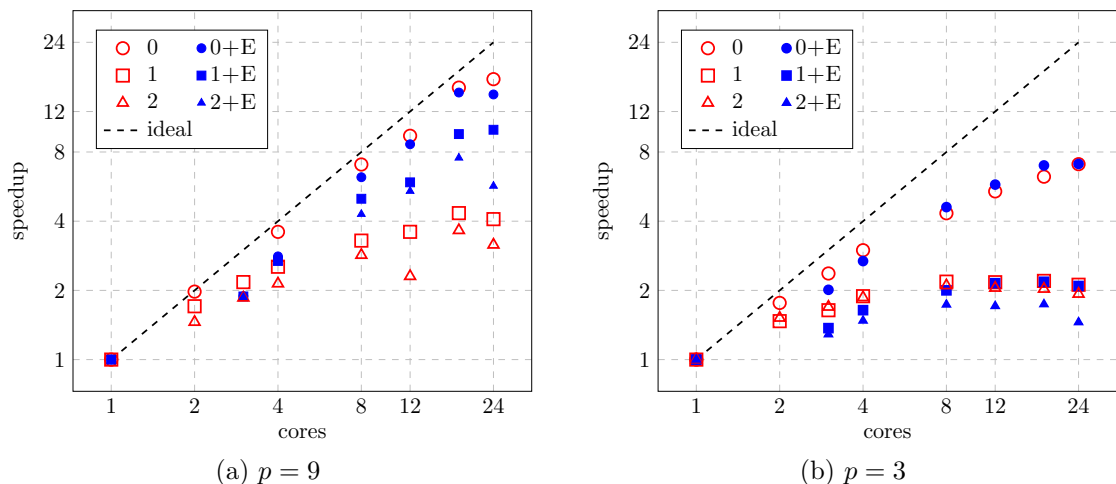 24
12
8
4
2
1
speedup
0 0+E
1 1+E
2 2+E
ideal
1 2 4 8 12 24
cores
(a) p = 9
24
12
8
4
2
1
speedup
0 0+E
1 1+E
2 2+E
ideal
1 2 4 8 12 24
cores
(b) p = 3